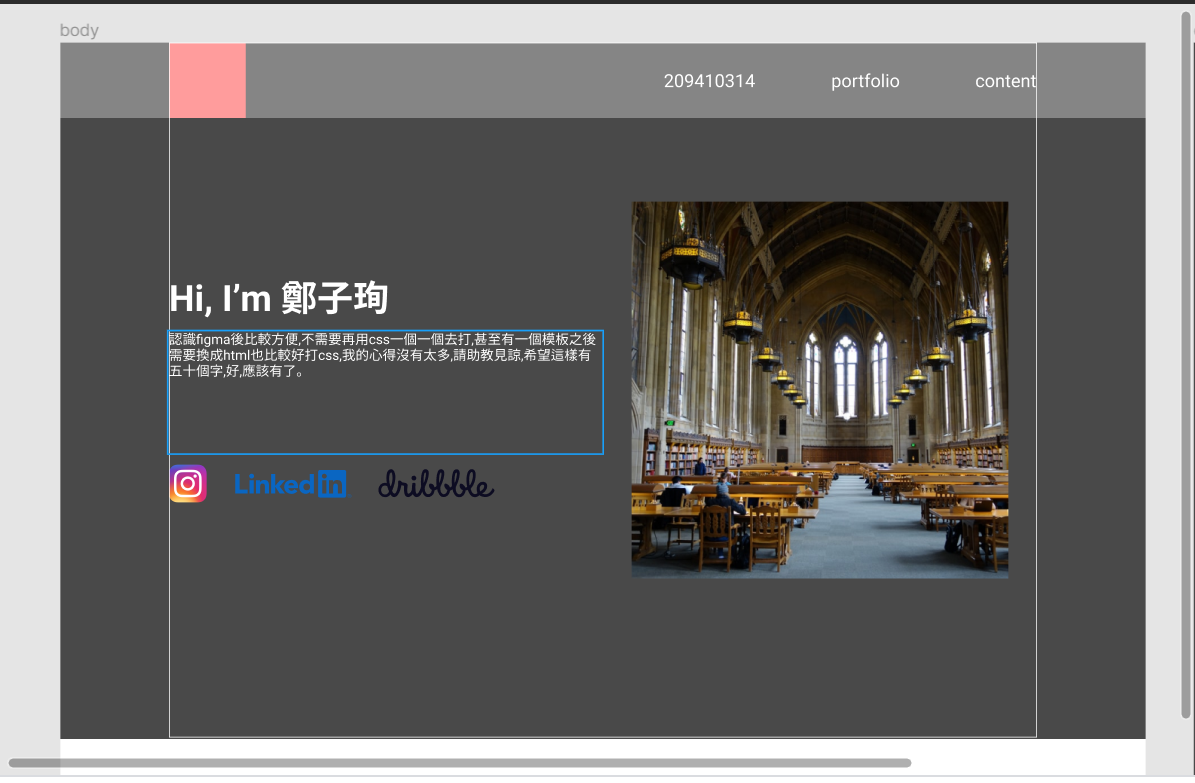 body
209410314 portfolio content
Hi, I’m 鄭子珣
認識figma後比較方便,不需要再用css一個一個去打,甚至有一個模板之後
需要換成html也比較好打css,我的心得沒有太多,請助教見諒,希望這樣有
五十個字,好,應該有了。
Linkedin dribbble